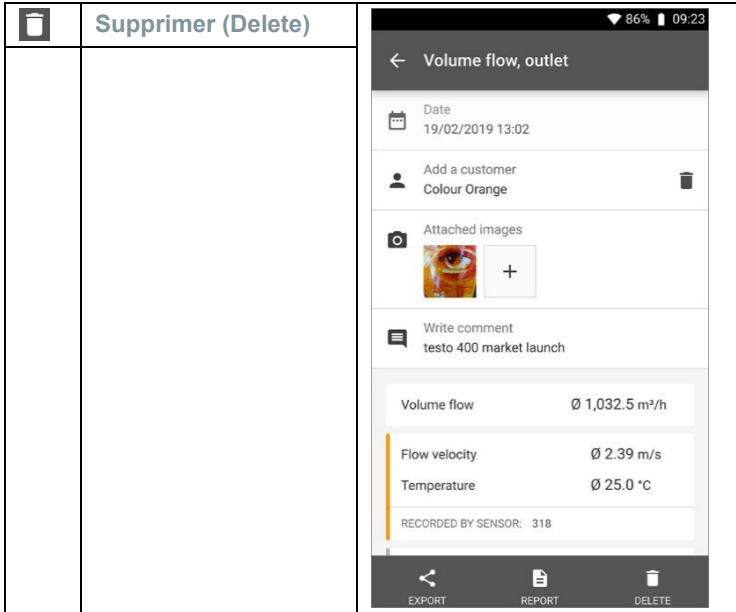 Supprimer (Delete)
86% 09:23
Volume flow, outlet
Date
19/02/2019 13:02
Add a customer
Colour Orange
Attached images
+
Write comment
testo 400 market launch
Volume flow Ø 1,032.5 m³/h
Flow velocity Ø 2.39 m/s
Temperature Ø 25.0 °C
RECORDED BY SENSOR: 318
EXPORT REPORT DELETE